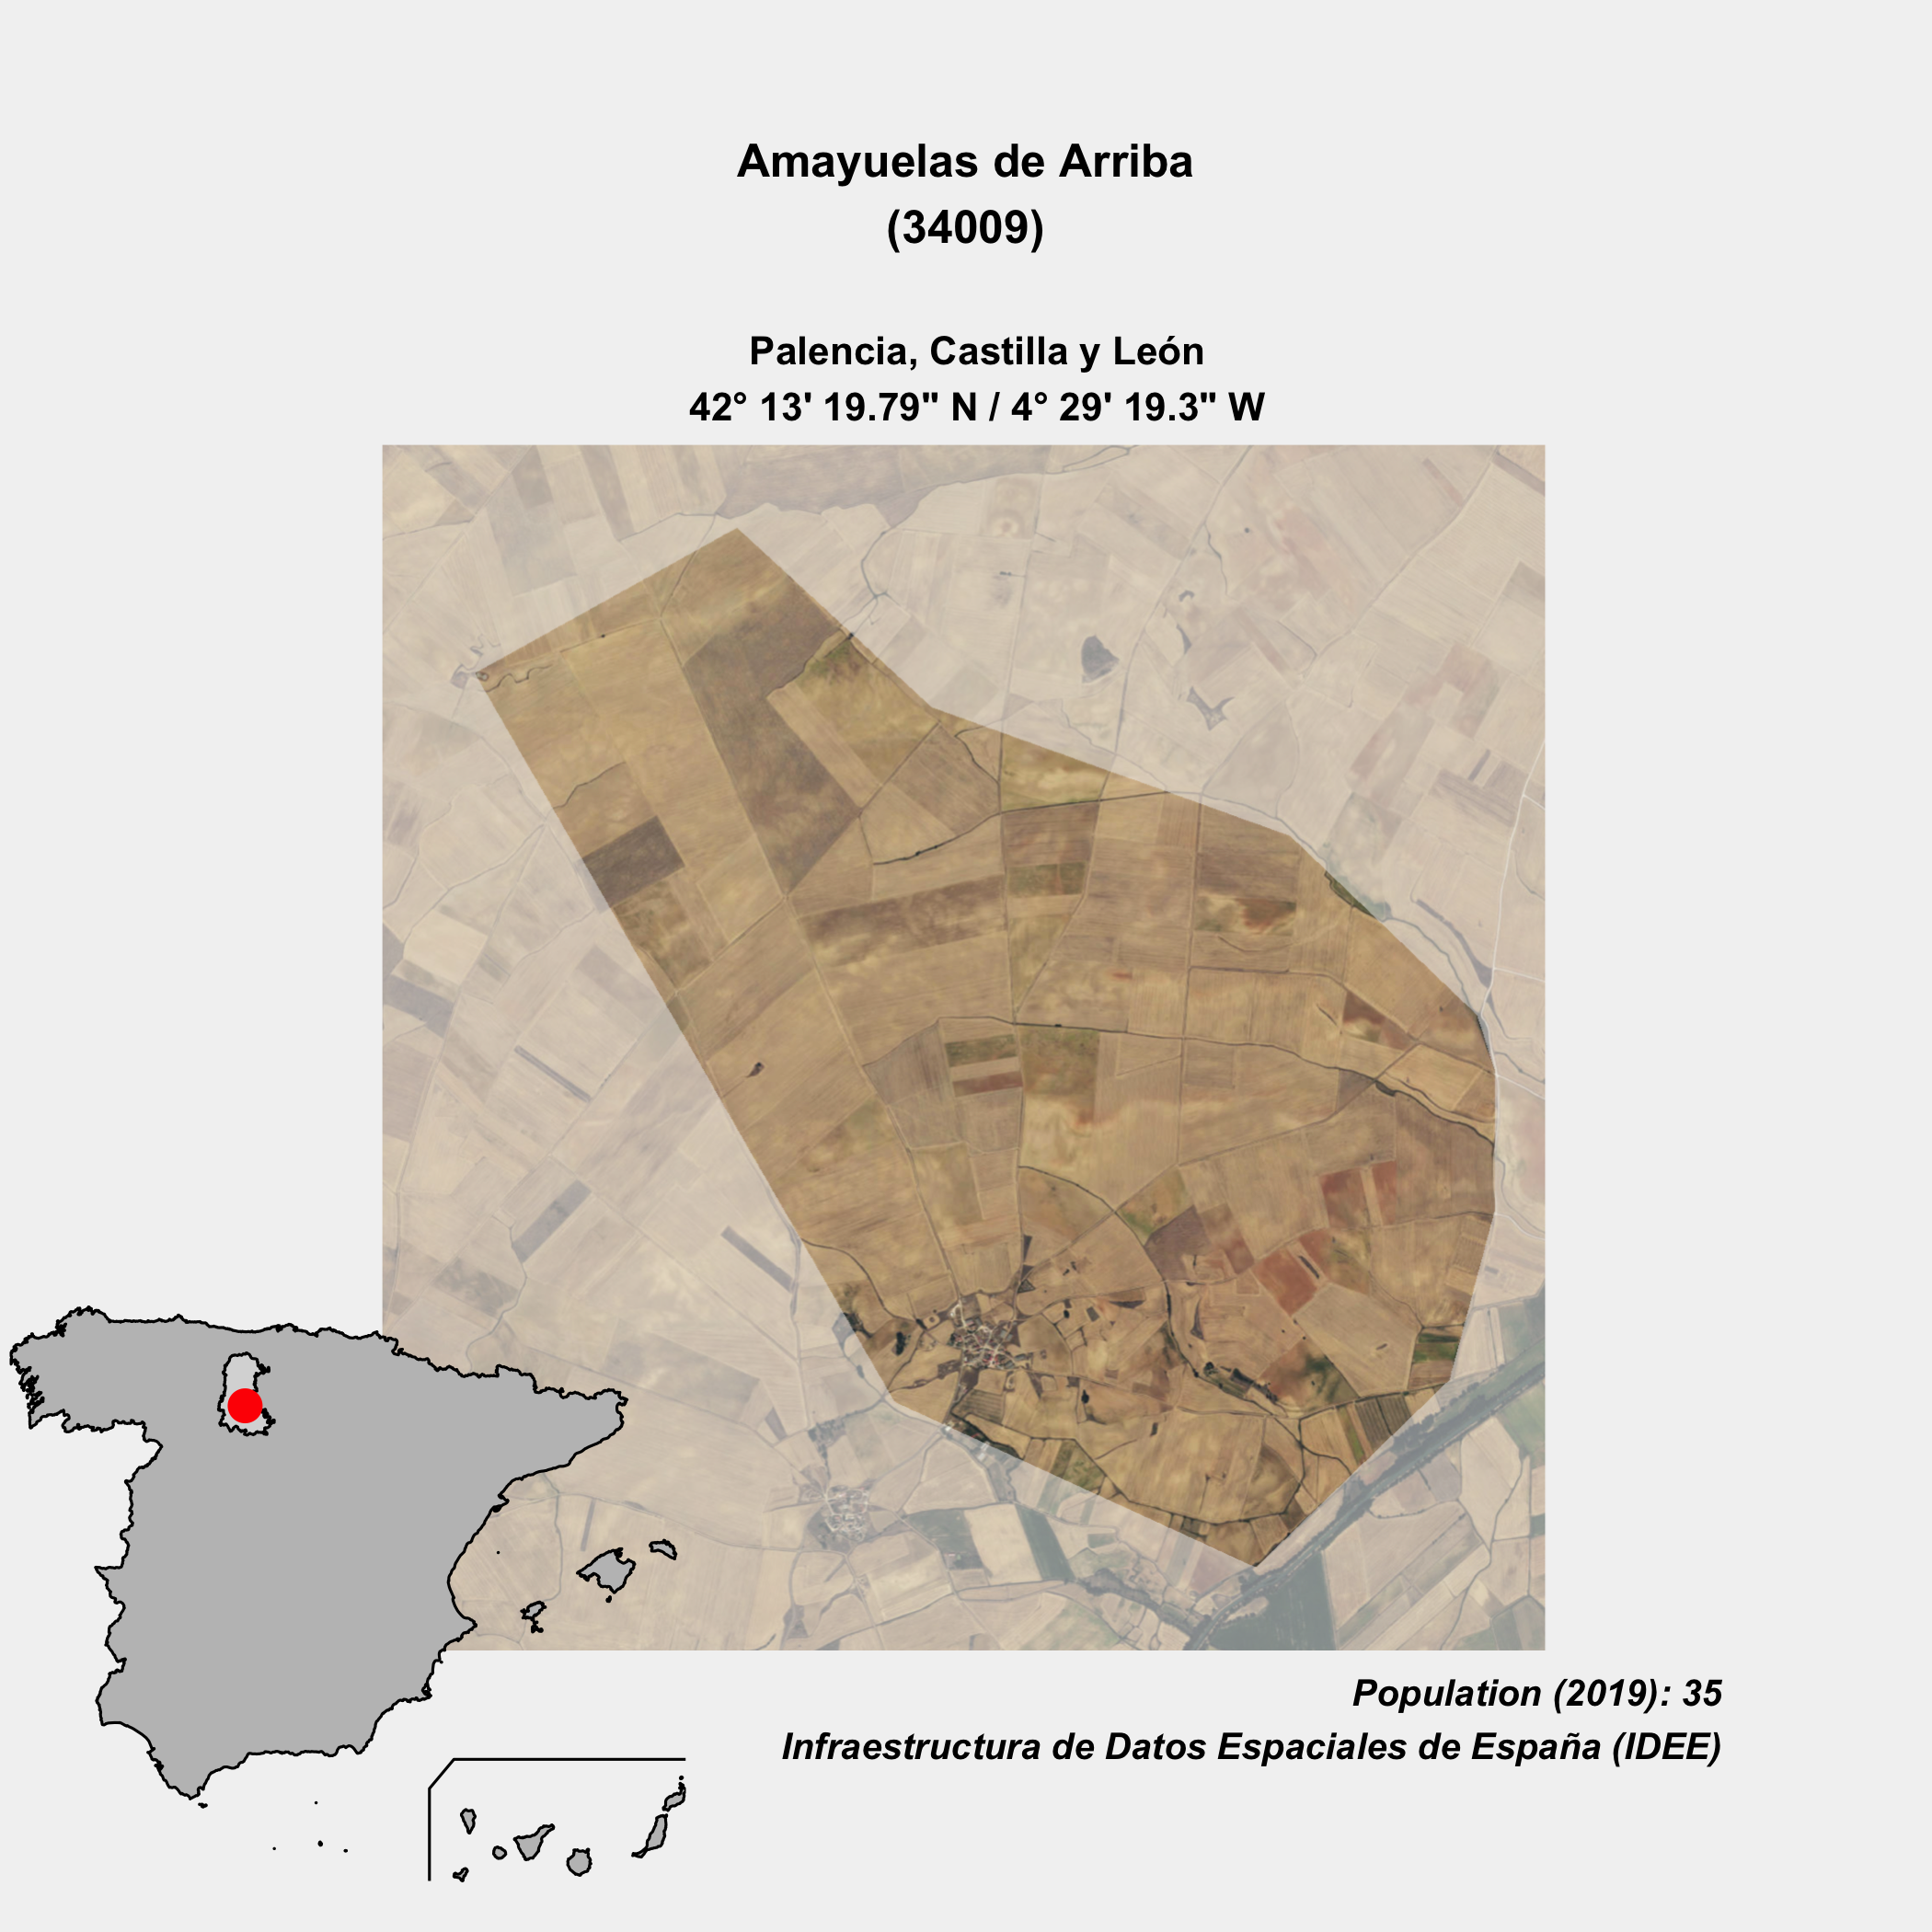 Amayuelas de Arriba
(34009)
Palencia, Castilla y León
42° 13' 19.79" N / 4° 29' 19.3" W
Population (2019): 35
Infraestructura de Datos Espaciales de España (IDEE)